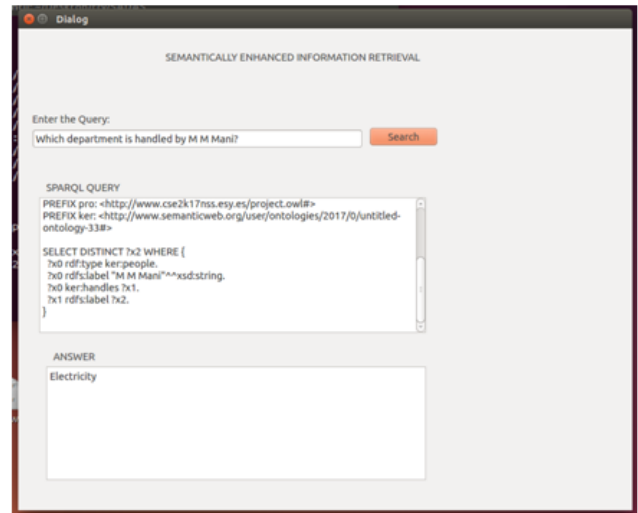 Dialog
SEMANTICALLY ENHANCED INFORMATION RETRIEVAL
Enter the Query:
Which department is handled by M M Mani?
Search
SPARQL QUERY
PREFIX pro: <http://www.cse2k17nss.esy.es/project.owl#>
PREFIX ker: <http://www.semanticweb.org/user/ontologies/2017/0/untitled-
ontology-33#>
SELECT DISTINCT ?x2 WHERE {
?x0 rdf:type ker:people.
?x0 rdfs:label "M M Mani"^^xsd:string.
?x0 ker:handles ?x1.
?x1 rdfs:label ?x2.
}
ANSWER
Electricity